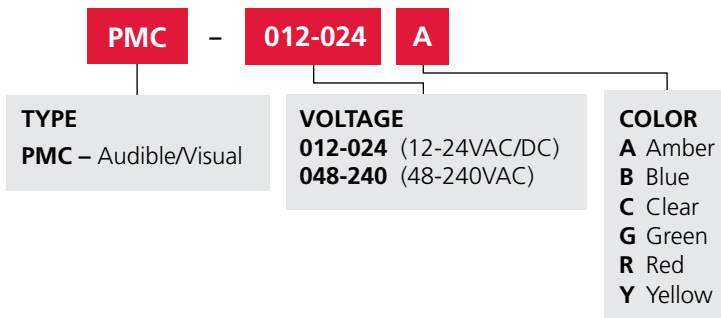 PMC – 012-024 A
TYPE
PMC – Audible/Visual
VOLTAGE
012-024 (12-24VAC/DC)
048-240 (48-240VAC)
COLOR
A Amber
B Blue
C Clear
G Green
R Red
Y Yellow